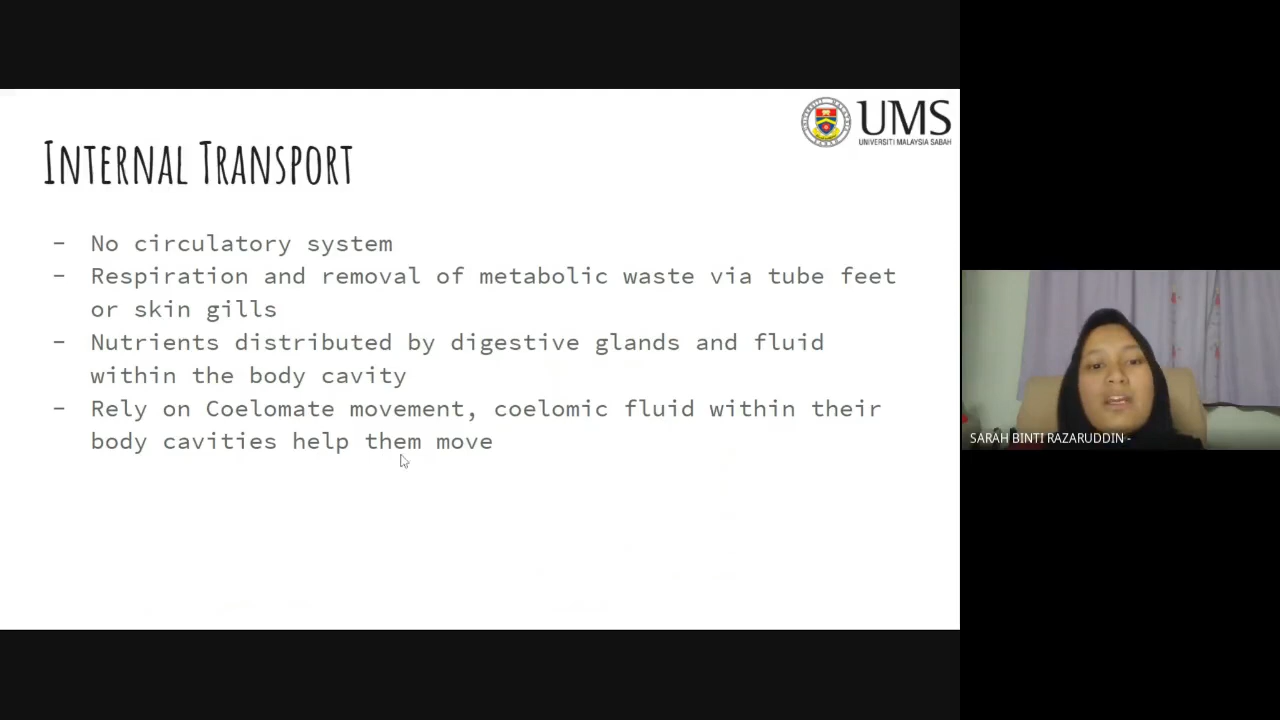 UMS
UNIVERSITI MALAYSIA SABAH
INTERNAL TRANSPORT
- No circulatory system
- Respiration and removal of metabolic waste via tube feet
or skin gills
- Nutrients distributed by digestive glands and fluid
within the body cavity
- Rely on Coelomate movement, coelomic fluid within their
body cavities help them move
SARAH BINTI RAZARUDDIN -